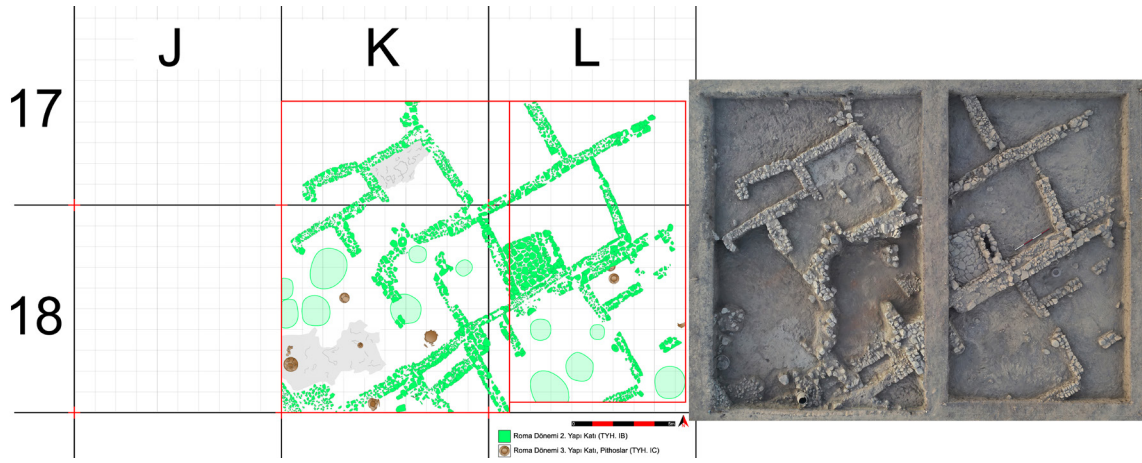 J K L
17
18
Roma Dönemi 2. Yapı Katı (TYH. IB)
Roma Dönemi 3. Yapı Katı, Pithoslar (TYH. IC)